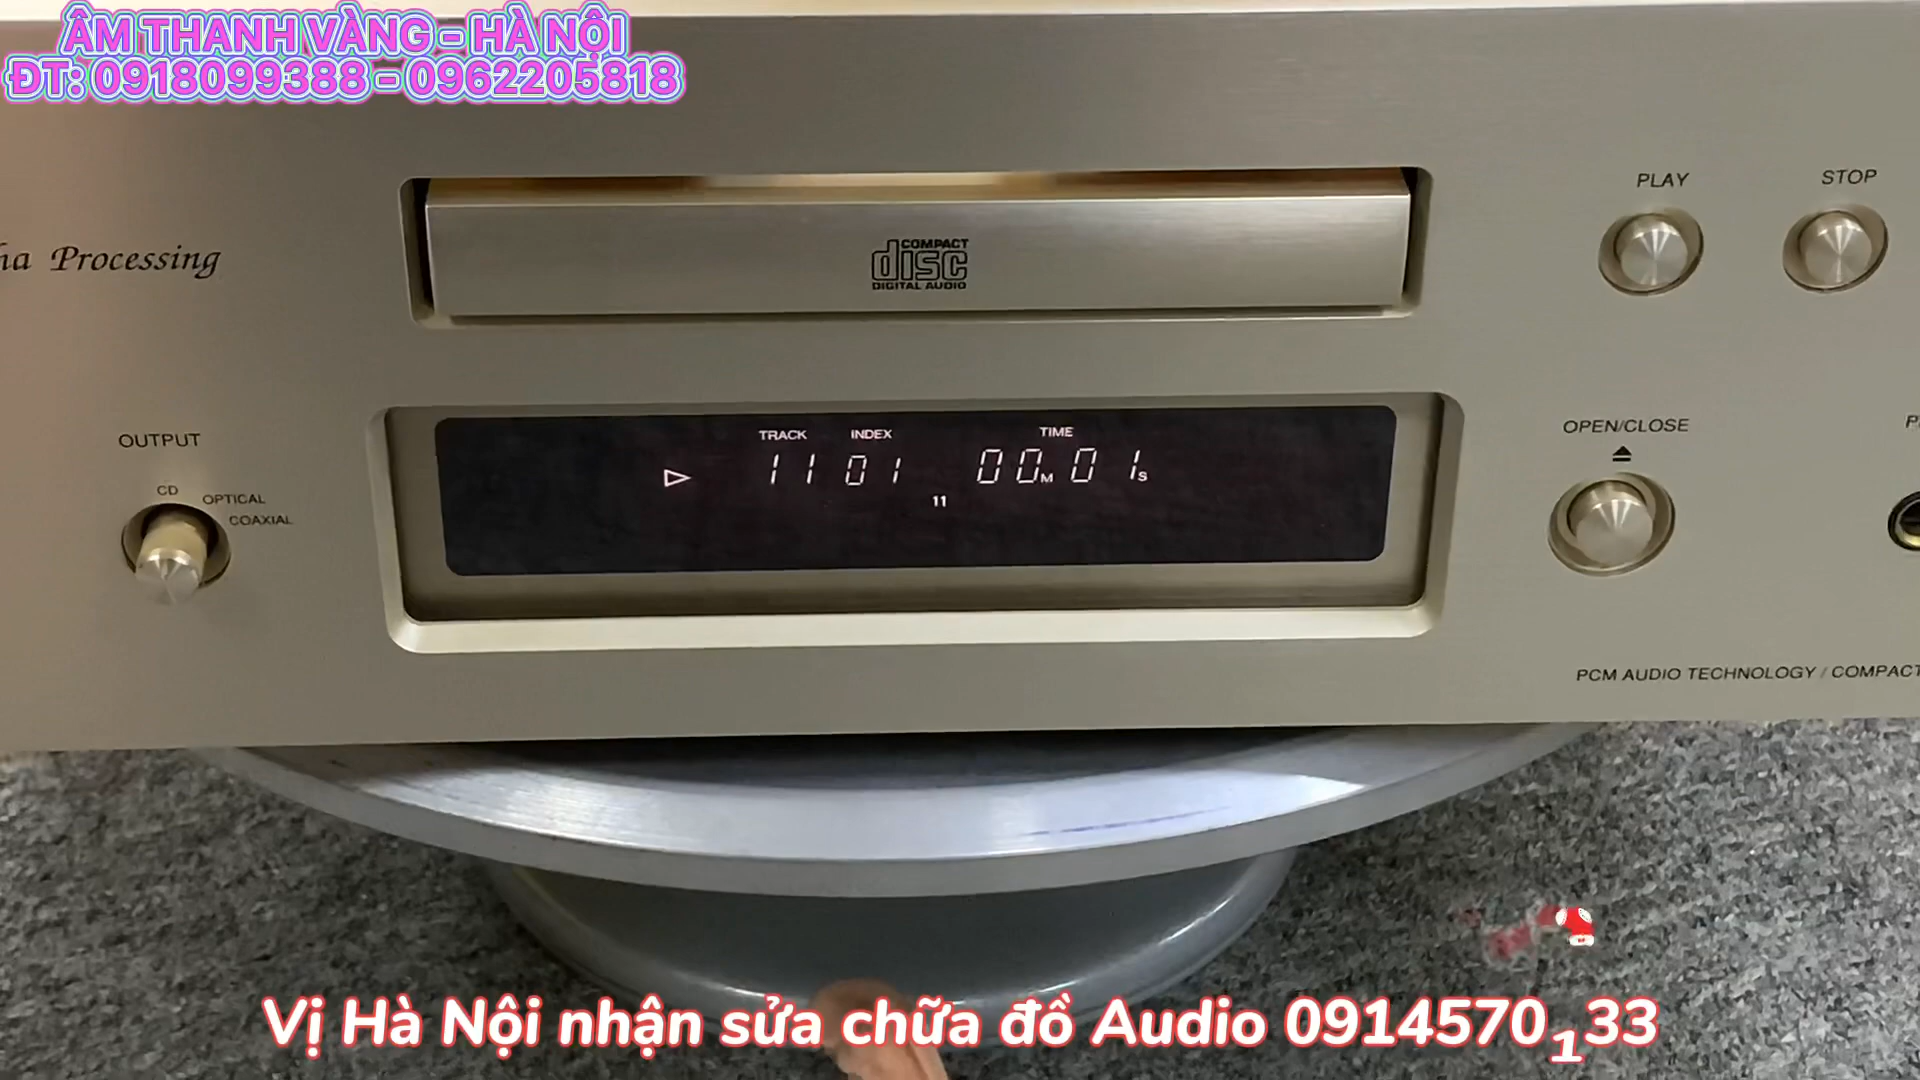 ÂM THANH VÀNG - HÀ NỘI
ĐT: 0918099388 - 0962205818
PLAY
STOP
COMPACT
disc
DIGITAL AUDIO
Processing
OUTPUT
CD
OPTICAL
COAXIAL
TRACK INDEX TIME
11 01 00M 01S
11
OPEN/CLOSE
PCM AUDIO TECHNOLOGY / COMPACT
Vị Hà Nội nhận sửa chữa đồ Audio 0914570133